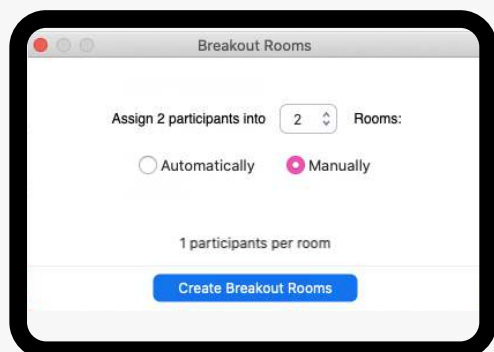 Breakout Rooms
Assign 2 participants into 2 Rooms:
Automatically Manually
1 participants per room
Create Breakout Rooms